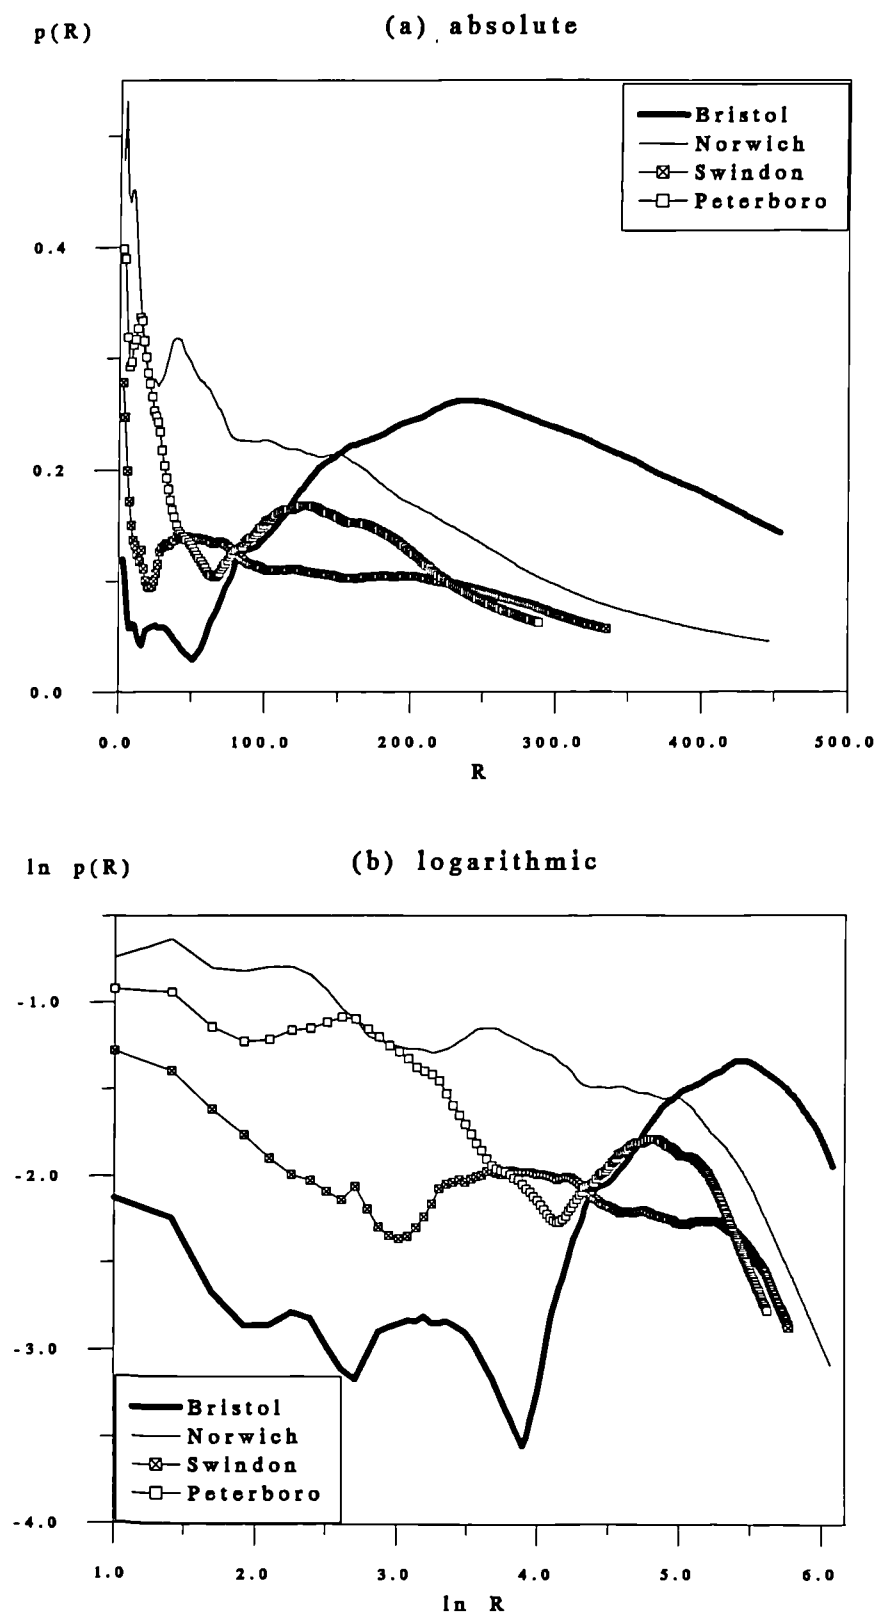 (a) absolute
p(R)
Bristol
Norwich
Swindon
Peterboro
0.4
0.2
0.0
0.0 100.0 200.0 300.0 400.0 500.0
R
(b) logarithmic
ln p(R)
-1.0
-2.0
-3.0
Bristol
Norwich
Swindon
Peterboro
-4.0
1.0 2.0 3.0 4.0 5.0 6.0
ln R